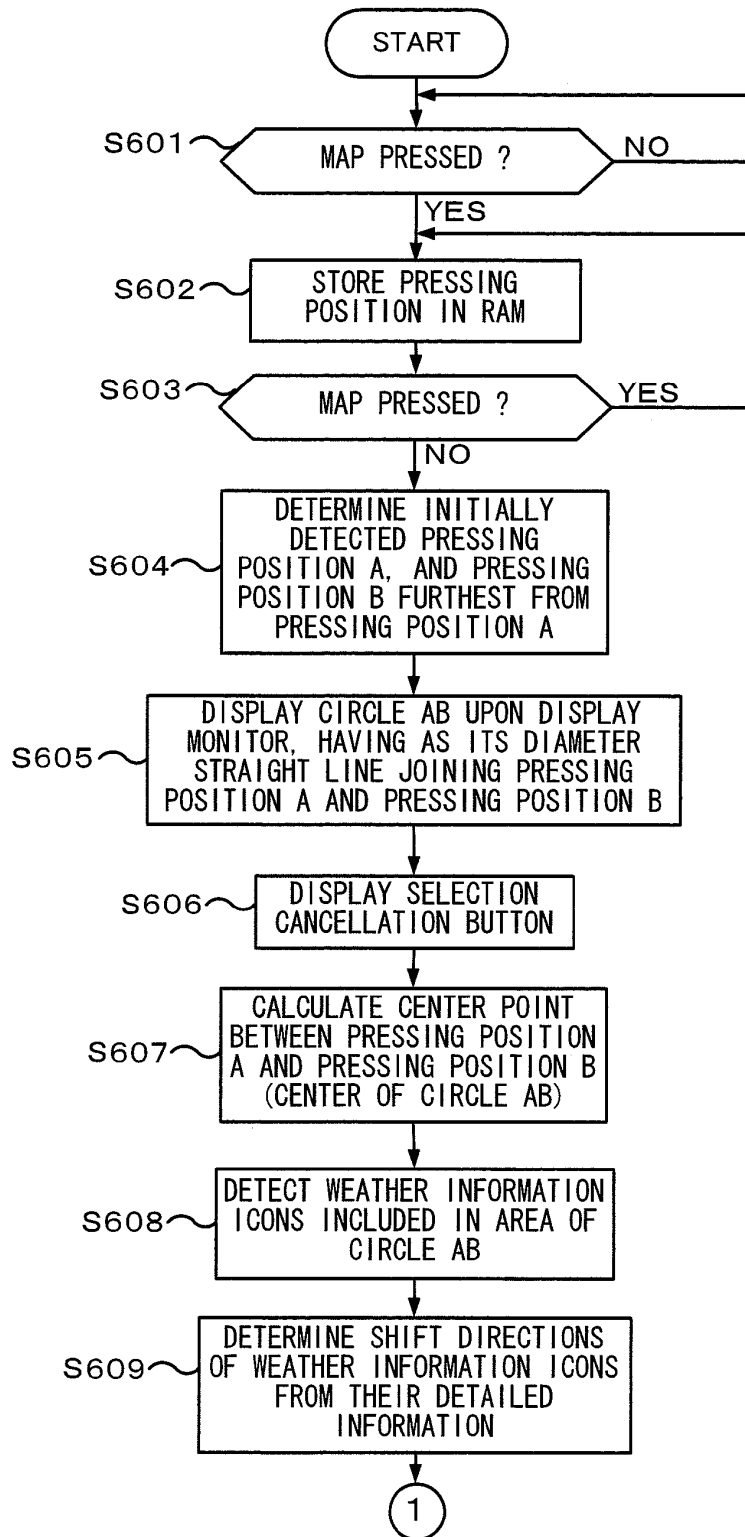 START
S601
MAP PRESSED ?
NO
YES
S602
STORE PRESSING
POSITION IN RAM
S603
MAP PRESSED ?
YES
NO
S604
DETERMINE INITIALLY
DETECTED PRESSING
POSITION A, AND PRESSING
POSITION B FURTHEST FROM
PRESSING POSITION A
S605
DISPLAY CIRCLE AB UPON DISPLAY
MONITOR, HAVING AS ITS DIAMETER
STRAIGHT LINE JOINING PRESSING
POSITION A AND PRESSING POSITION B
S606
DISPLAY SELECTION
CANCELLATION BUTTON
S607
CALCULATE CENTER POINT
BETWEEN PRESSING POSITION
A AND PRESSING POSITION B
(CENTER OF CIRCLE AB)
S608
DETECT WEATHER INFORMATION
ICONS INCLUDED IN AREA OF
CIRCLE AB
S609
DETERMINE SHIFT DIRECTIONS
OF WEATHER INFORMATION ICONS
FROM THEIR DETAILED
INFORMATION
1